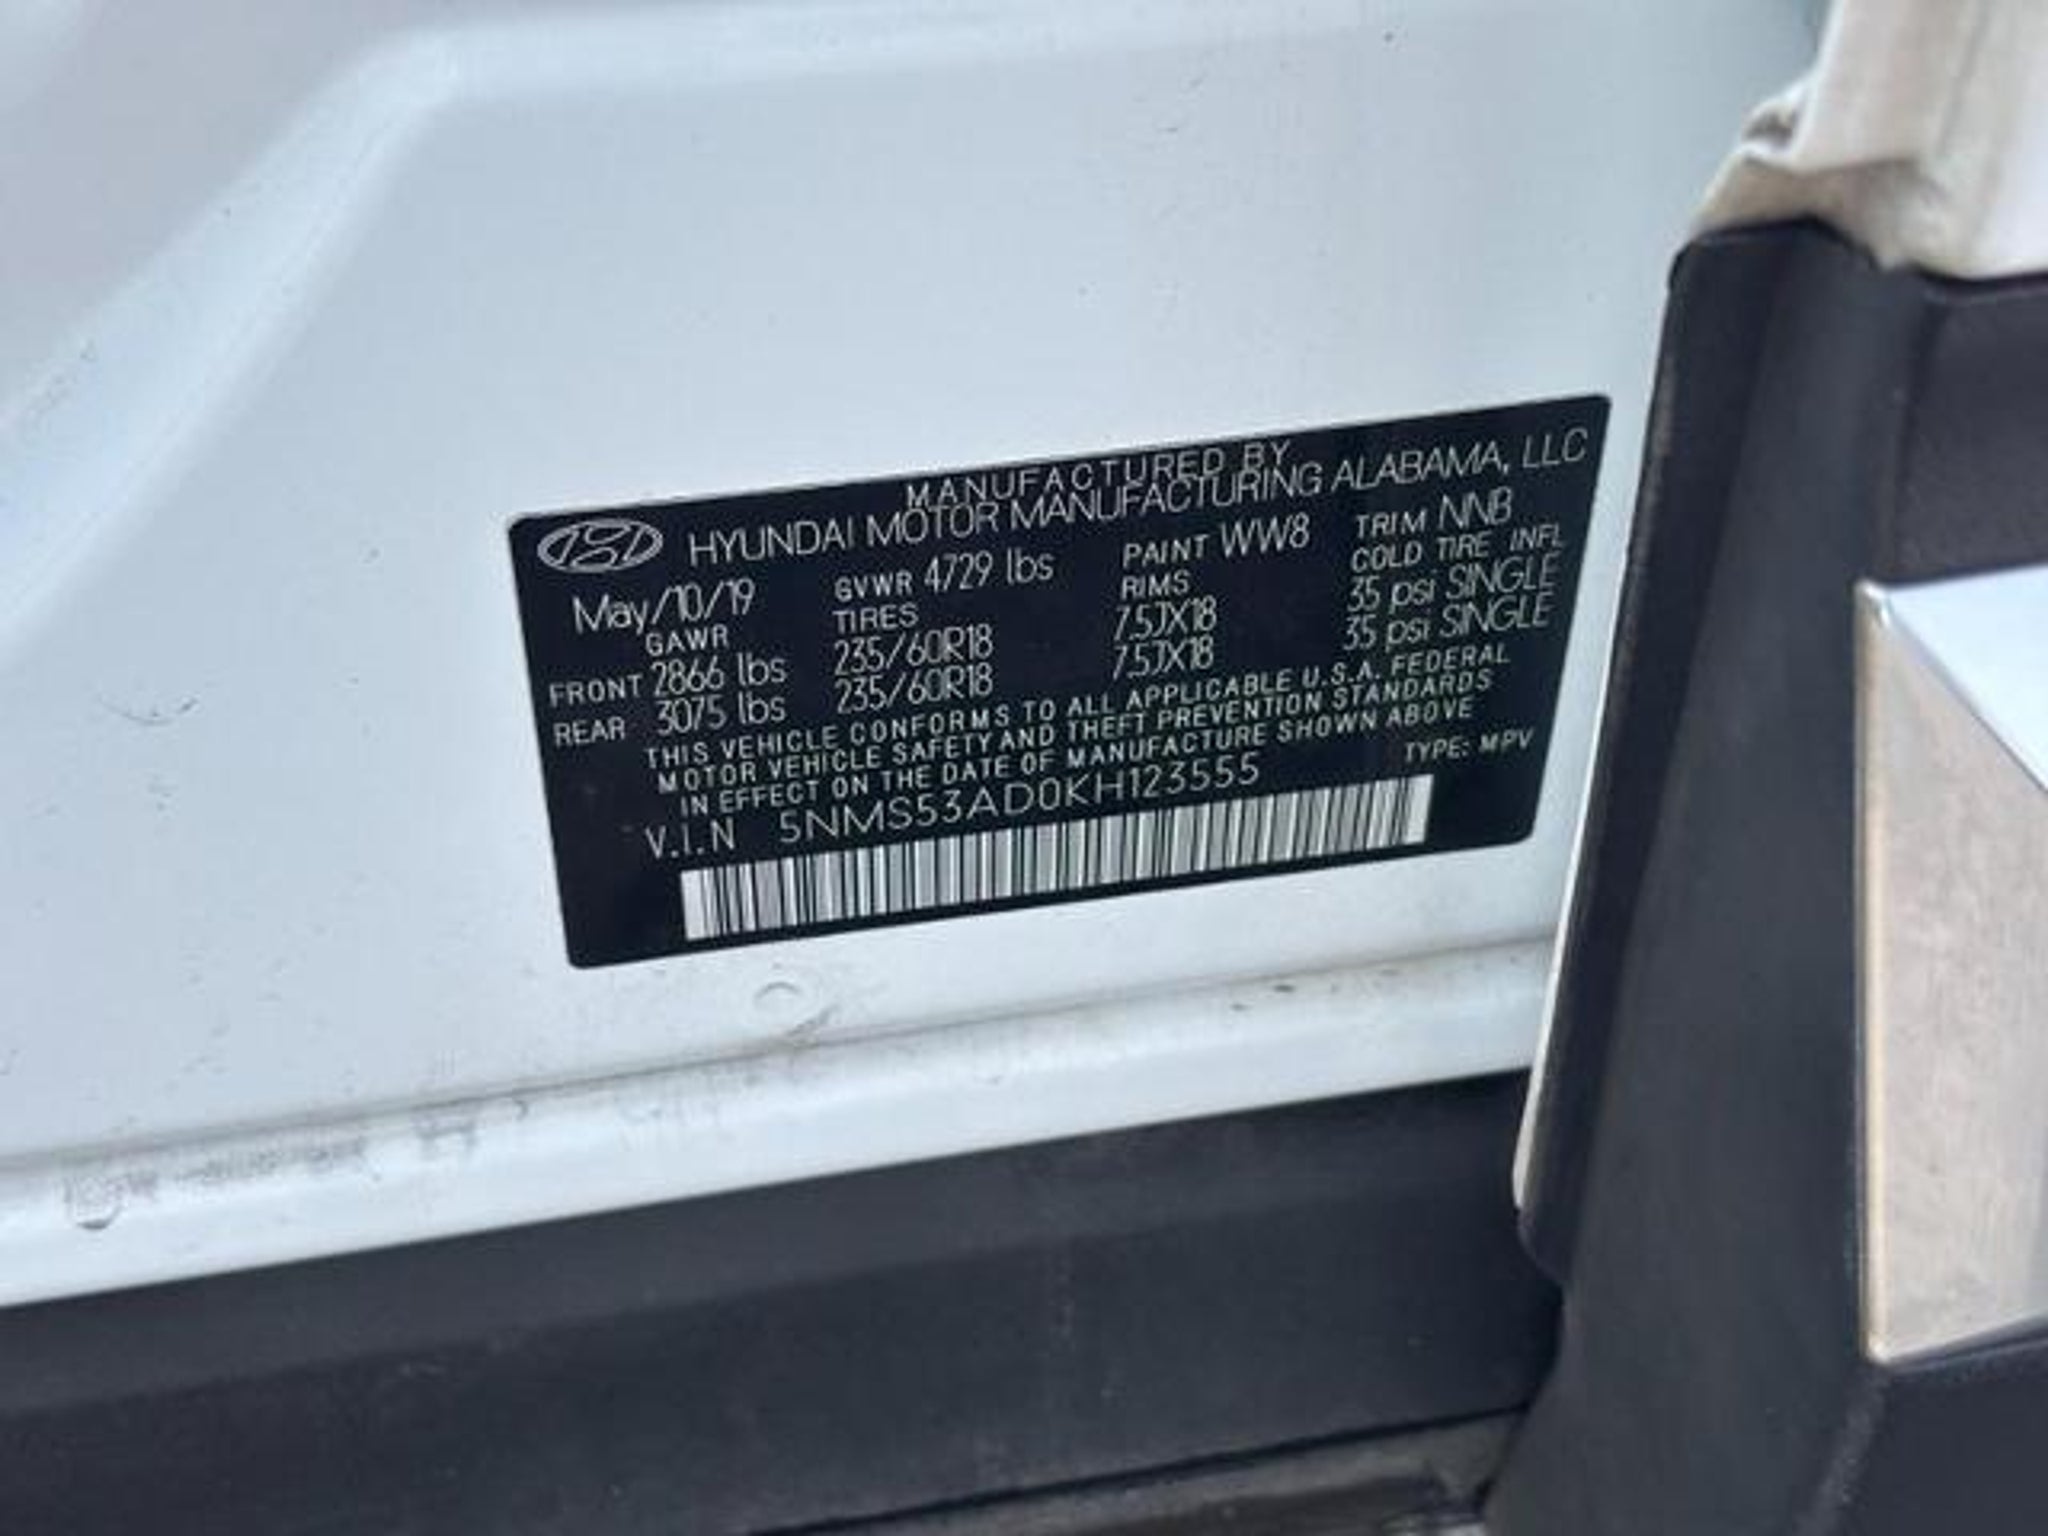 MANUFACTURED BY
HYUNDAI MOTOR MANUFACTURING ALABAMA, LLC
May/10/19 GVWR 4729 lbs PAINT WW8 TRIM NNB
GAWR TIRES RIMS COLD TIRE INFL
FRONT 2866 lbs 235/60R18 7.5JX18 35 psi SINGLE
REAR 3075 lbs 235/60R18 7.5JX18 35 psi SINGLE
THIS VEHICLE CONFORMS TO ALL APPLICABLE U.S.A. FEDERAL
MOTOR VEHICLE SAFETY AND THEFT PREVENTION STANDARDS
IN EFFECT ON THE DATE OF MANUFACTURE SHOWN ABOVE
V.I.N 5NMS53AD0KH123555 TYPE: MPV